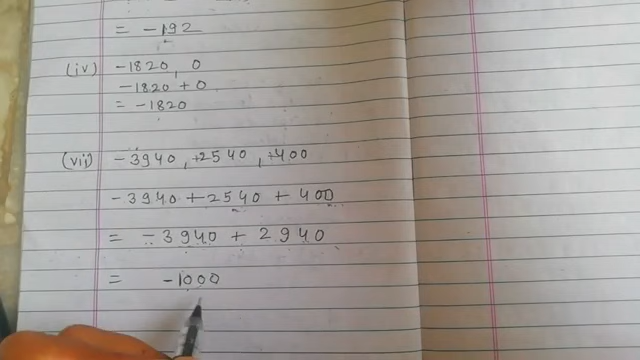 = -192
(iv) -1820, 0
-1820 + 0
= -1820
(vii) -3940, +2540, +400
-3940 + 2540 + 400
= -3940 + 2940
= -1000